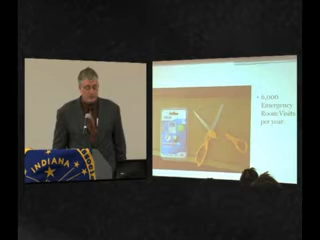 • 6,000
Emergency
Room Visits
per year.
INDIANA